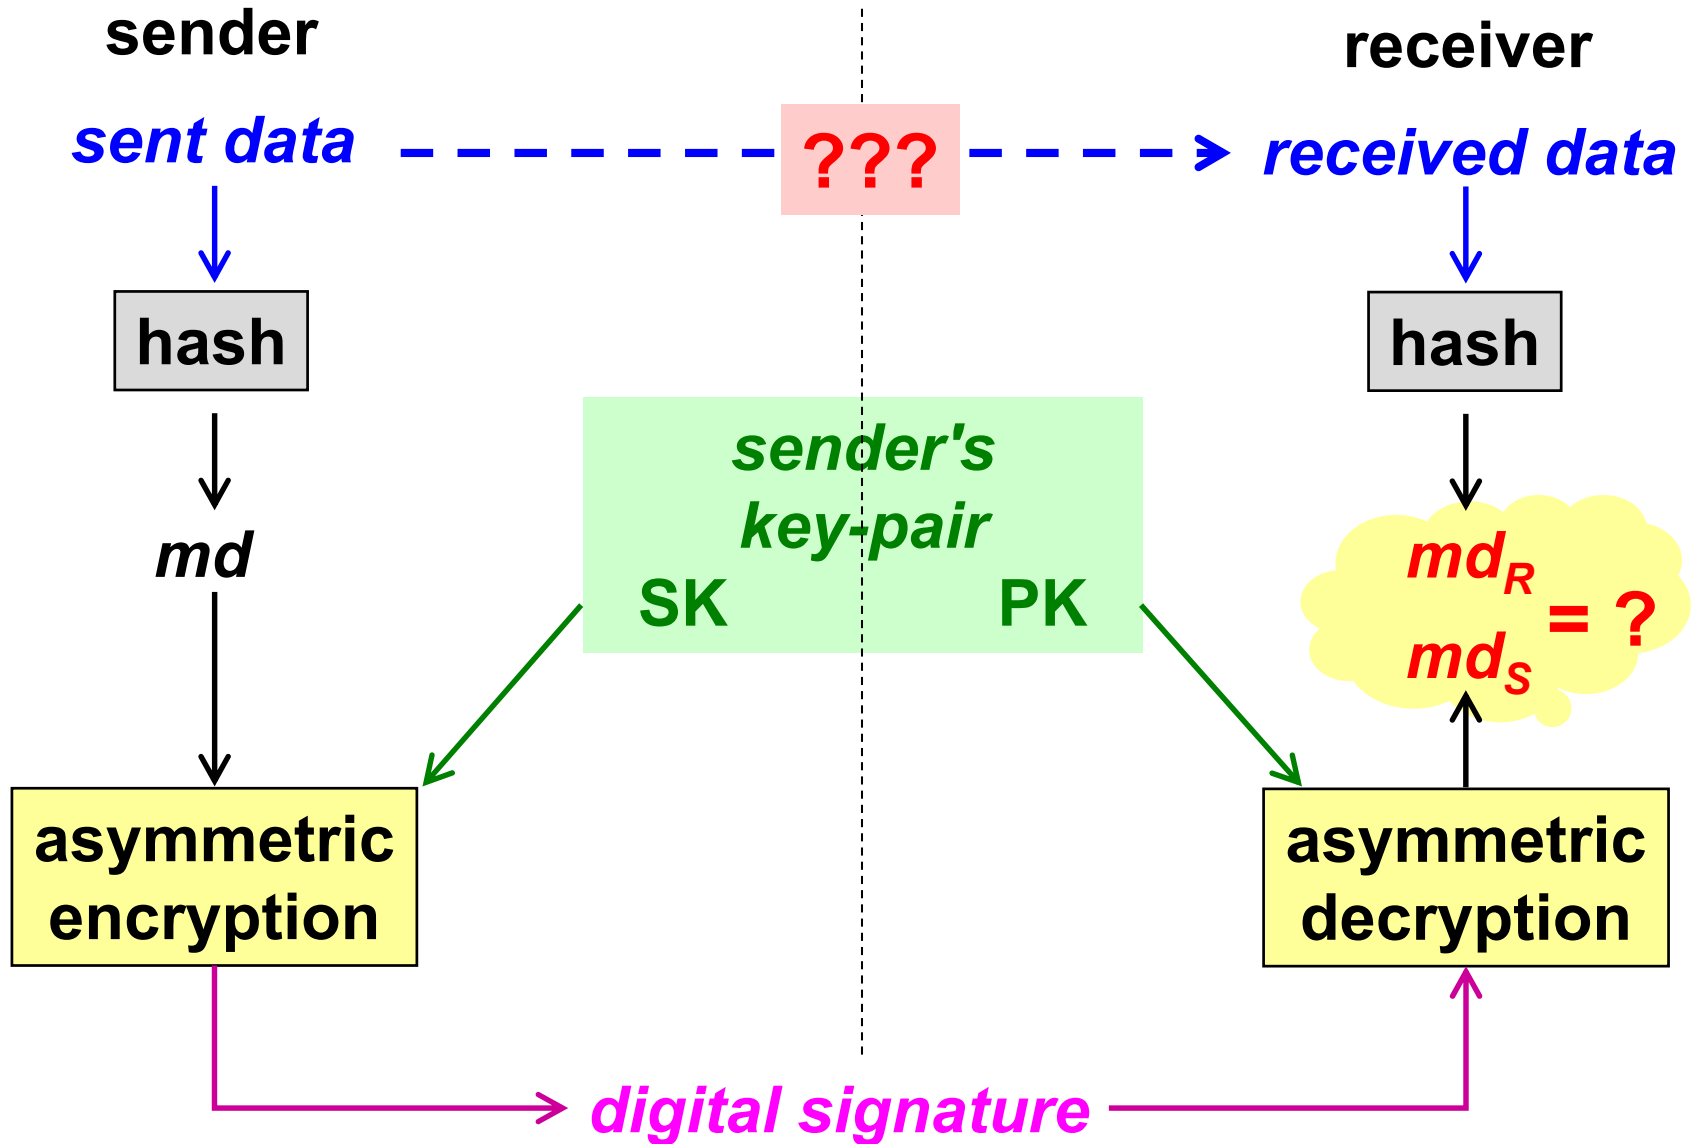 sender
receiver
sent data
???
received data
hash
hash
sender's
key-pair
SK
PK
md
mdR
= ?
mdS
asymmetric
encryption
asymmetric
decryption
digital signature